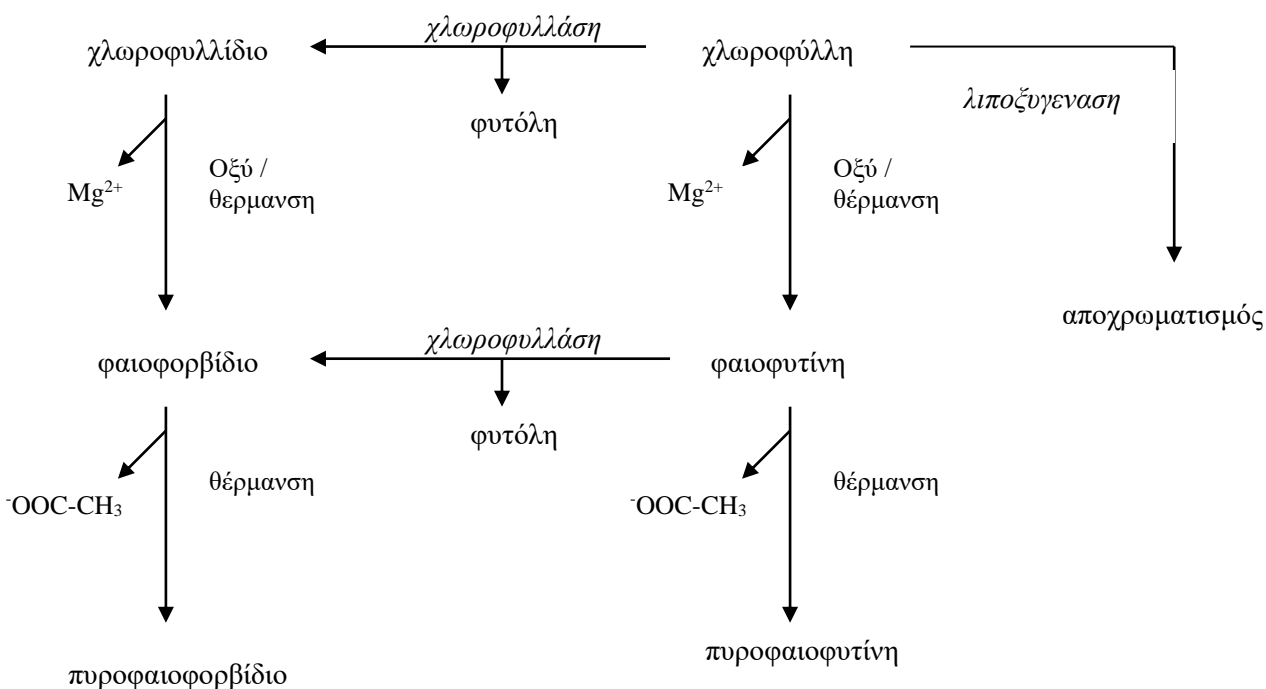 χλωροφυλλάση
χλωροφυλλίδιο
χλωροφύλλη
λιποξυγεναση
φυτόλη
Οξύ /
θερμανση
Mg2+
Οξύ /
θέρμανση
Mg2+
αποχρωματισμός
χλωροφυλλάση
φαιοφορβίδιο
φαιοφυτίνη
φυτόλη
θέρμανση
-OOC-CH3
θέρμανση
-OOC-CH3
πυροφαιοφυτίνη
πυροφαιοφορβίδιο